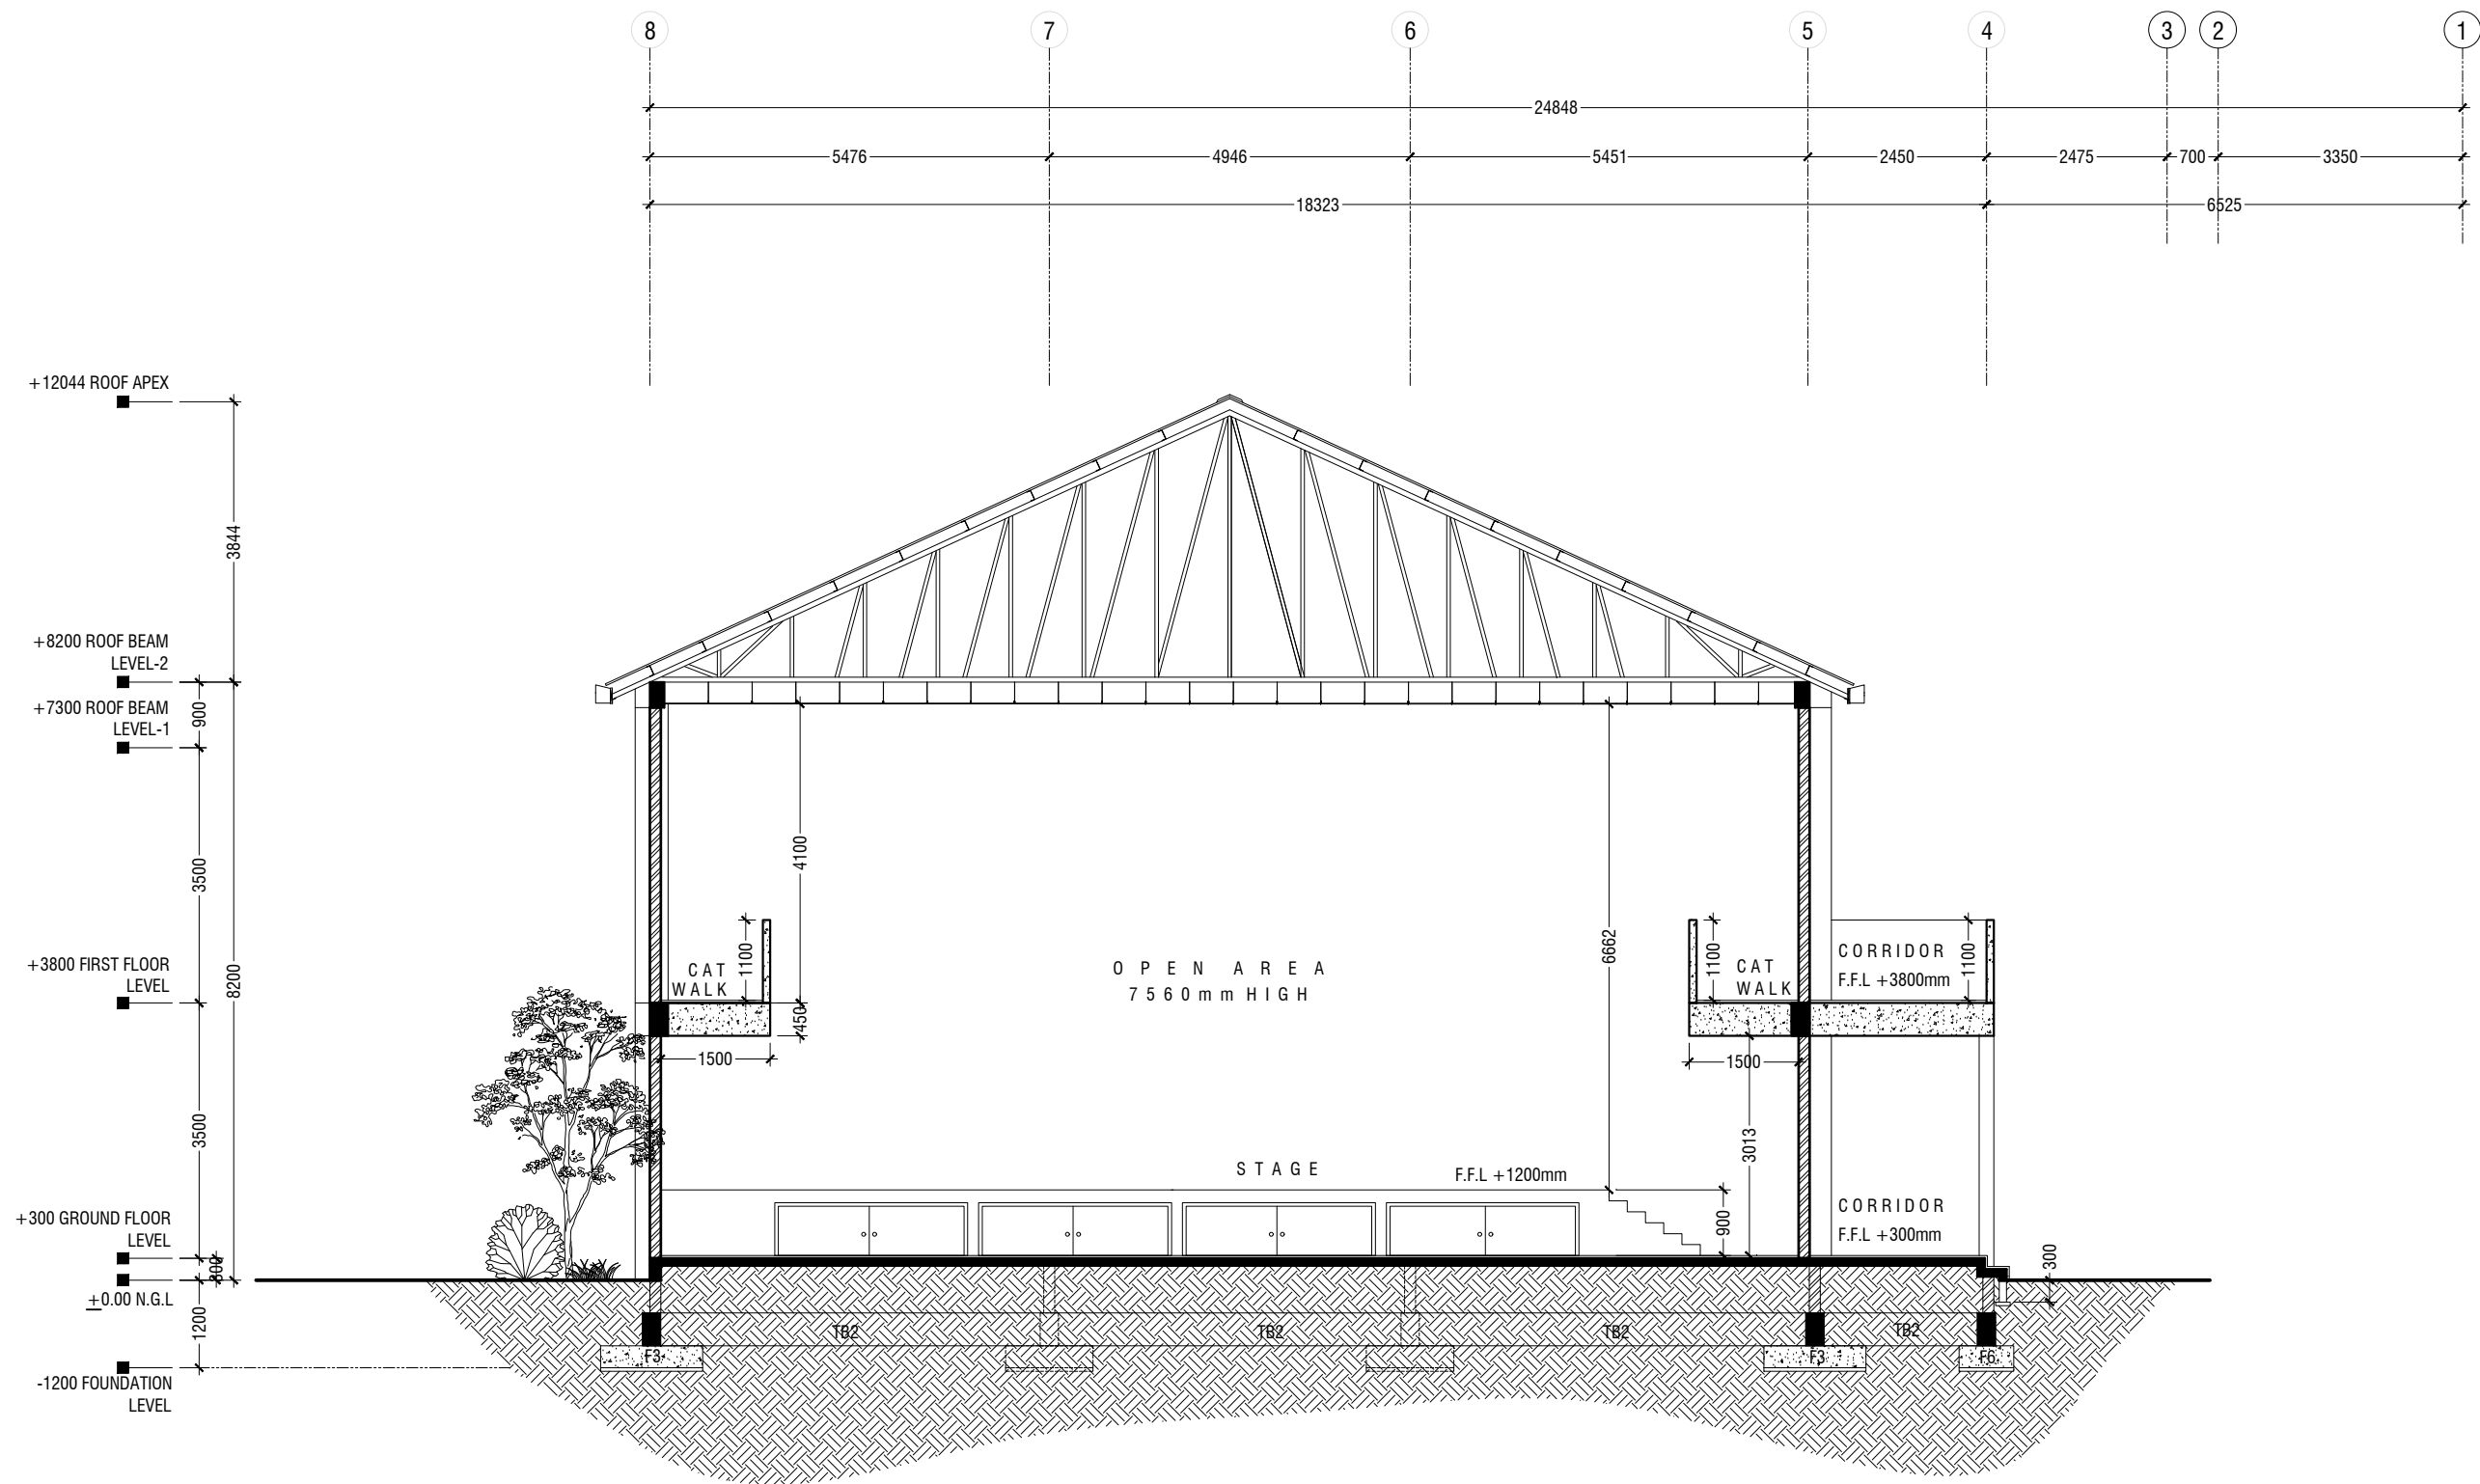 8
7
6
5
4
3
2
1
24848
5476
4946
5451
2450
2475
700
3350
18323
6525
+12044 ROOF APEX
3844
+8200 ROOF BEAM
LEVEL-2
+7300 ROOF BEAM
LEVEL-1
900
3500
4100
6662
+3800 FIRST FLOOR
LEVEL
8200
CAT
WALK
1100
OPEN AREA
7560mm HIGH
1100
CAT
WALK
CORRIDOR
F.F.L +3800mm
1100
450
1500
1500
3500
3013
STAGE
F.F.L +1200mm
900
CORRIDOR
F.F.L +300mm
+300 GROUND FLOOR
LEVEL
300
300
+0.00 N.G.L
1200
TB2
TB2
TB2
TB2
F3
F3
F6
-1200 FOUNDATION
LEVEL